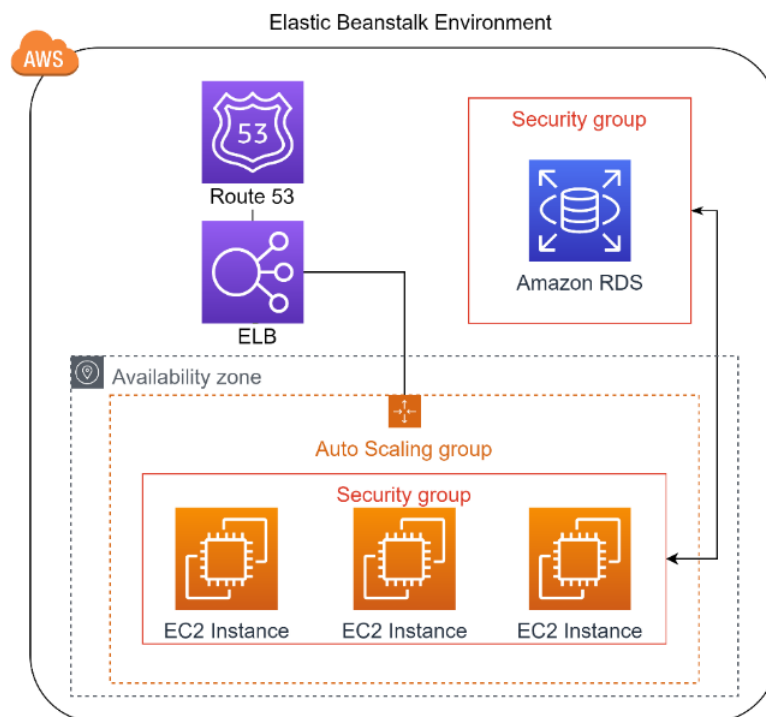 Elastic Beanstalk Environment
AWS
53
Route 53
ELB
Security group
Amazon RDS
Availability zone
Auto Scaling group
Security group
EC2 Instance
EC2 Instance
EC2 Instance